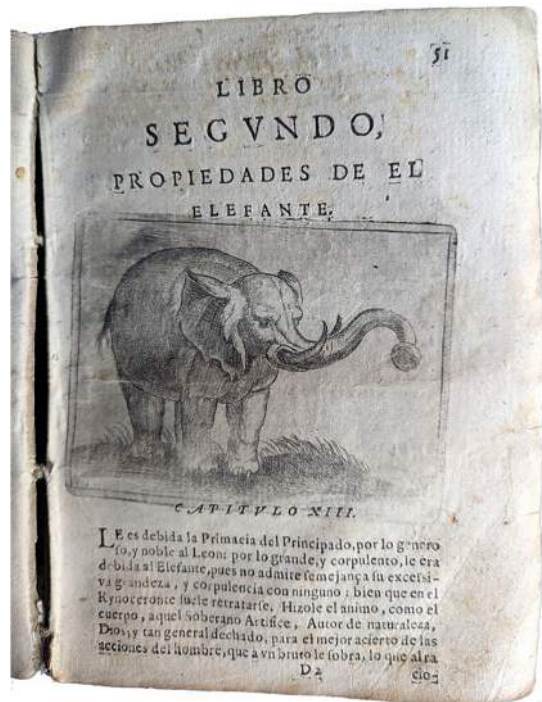 51
LIBRO
SEGVNDO,
PROPIEDADES DE EL
ELEFANTE.
CAPITVLO XIII.
LE es debida la Primacia del Principado, por lo genero
so, y noble al Leon: por lo grande, y corpulento, le era
debida al Elefante, pues no admite semejança su excessi-
va grandeza, y corpulencia con ninguno; bien que en el
Rynoceronte suele retratarse. Hizole el animo, como el
cuerpo, aquel Soberano Artifice, Autor de naturaleza,
Dios, y tan general dechado, para el mejor acierto de las
acciones del hombre, que a vn bruto le sobra, lo que al ra
D2
cio-